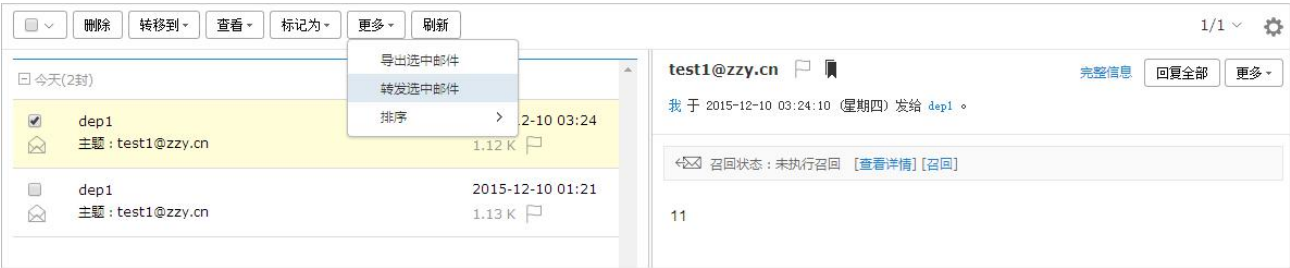 删除 转移到 查看 标记为 更多 刷新 1/1
导出选中邮件
转发选中邮件
排序
今天(2封)
dep1 2-10 03:24
主题：test1@zzy.cn 1.12 K
dep1 2015-12-10 01:21
主题：test1@zzy.cn 1.13 K
test1@zzy.cn 完整信息 回复全部 更多
我 于 2015-12-10 03:24:10 (星期四) 发给 dep1 。
召回状态：未执行召回 [查看详情] [召回]
11